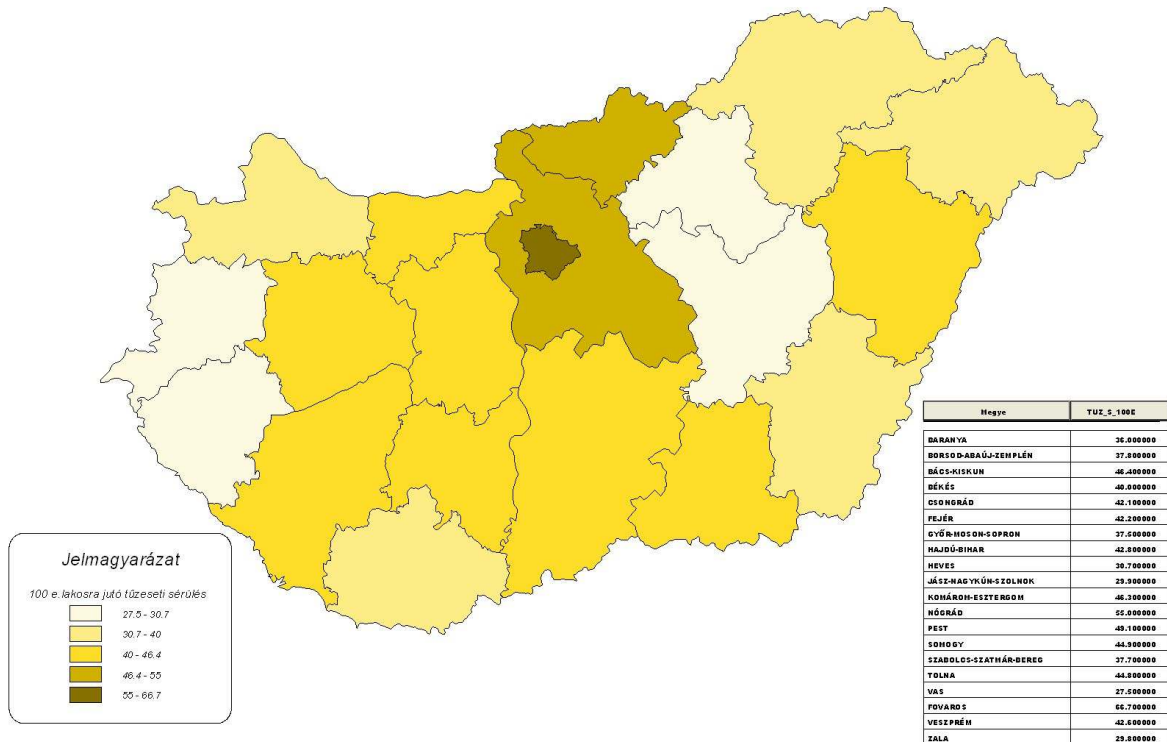 Megye TUZ_S_100E
BARANYA 36.000000
BORSOD-ABAÚJ-ZEMPLÉN 37.800000
BÁCS-KISKUN 46.400000
BÉKÉS 40.000000
CSONGRÁD 42.100000
FEJÉR 42.200000
GYŐR-MOSON-SOPRON 37.500000
HAJDÚ-BIHAR 42.800000
HEVES 30.700000
JÁSZ-NAGYKÚN-SZOLNOK 29.900000
KOMÁROM-ESZTERGOM 46.300000
NÓGRÁD 55.000000
PEST 49.100000
SOMOGY 44.900000
SZABOLCS-SZATMÁR-BEREG 37.700000
TOLNA 44.800000
VAS 27.500000
FOVAROS 66.700000
VESZPRÉM 42.600000
ZALA 29.800000
Jelmagyarázat
100 e.lakosra jutó tűzeseti sérülés
27.5 - 30.7
30.7 - 40
40 - 46.4
46.4 - 55
55 - 66.7